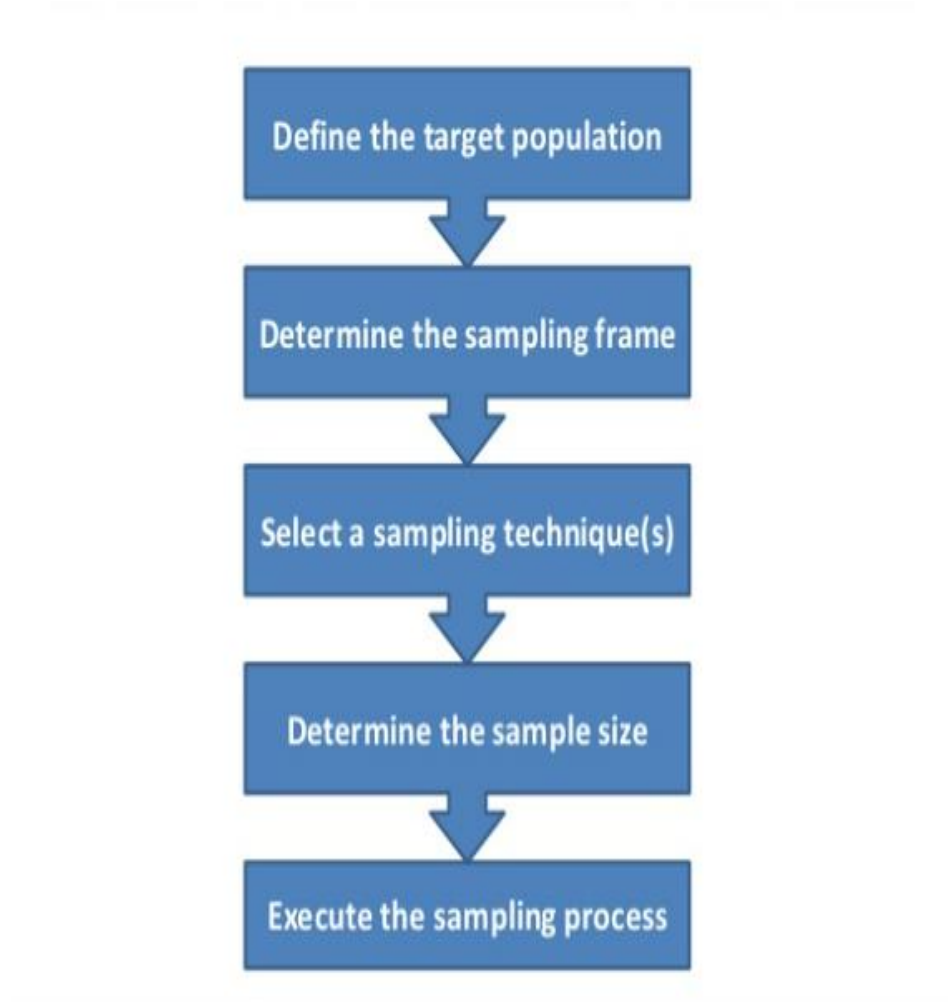 Define the target population
Determine the sampling frame
Select a sampling technique(s)
Determine the sample size
Execute the sampling process